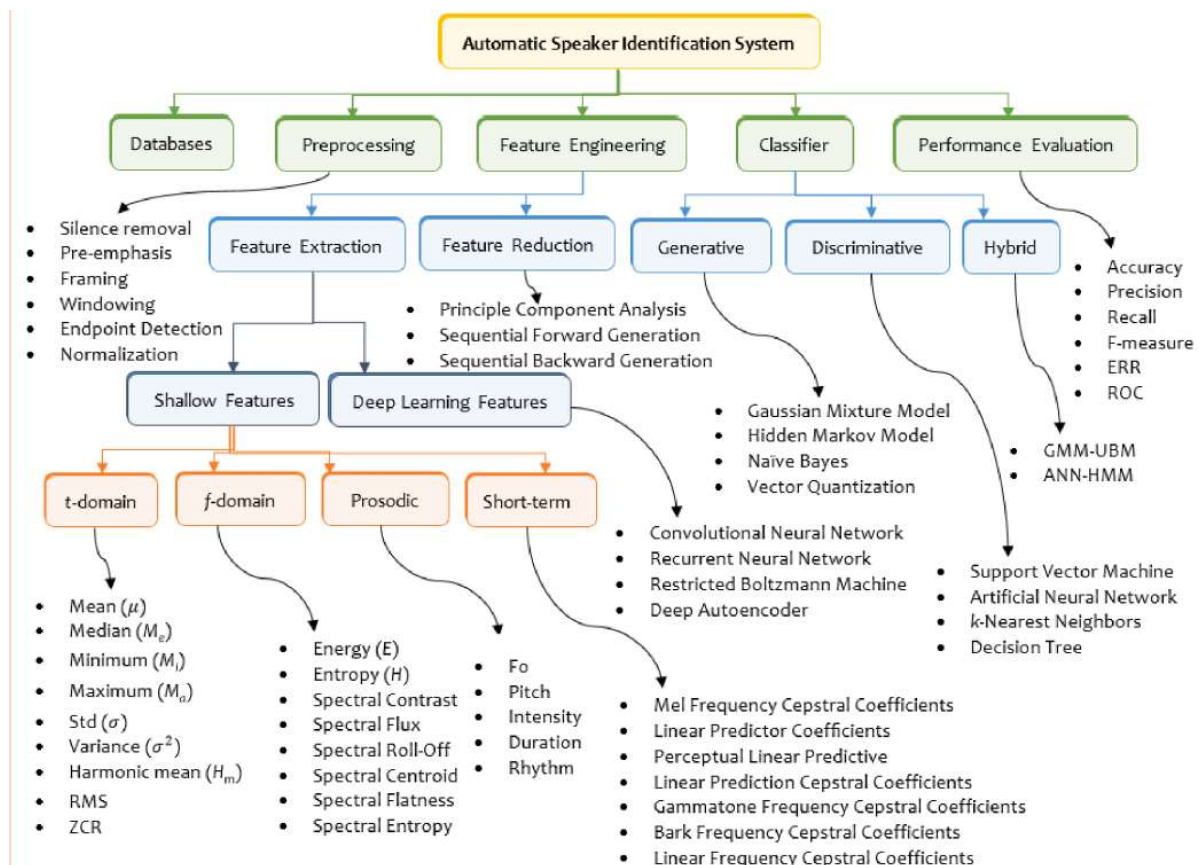 Automatic Speaker Identification System
Databases
Preprocessing
Feature Engineering
Classifier
Performance Evaluation
• Silence removal
• Pre-emphasis
• Framing
• Windowing
• Endpoint Detection
• Normalization
Feature Extraction
Feature Reduction
Generative
Discriminative
Hybrid
• Accuracy
• Precision
• Recall
• F-measure
• ERR
• ROC
• Principle Component Analysis
• Sequential Forward Generation
• Sequential Backward Generation
Shallow Features
Deep Learning Features
• Gaussian Mixture Model
• Hidden Markov Model
• Naïve Bayes
• Vector Quantization
• GMM-UBM
• ANN-HMM
t-domain
f-domain
Prosodic
Short-term
• Convolutional Neural Network
• Recurrent Neural Network
• Restricted Boltzmann Machine
• Deep Autoencoder
• Support Vector Machine
• Artificial Neural Network
• k-Nearest Neighbors
• Decision Tree
• Mean (μ)
• Median (Mₑ)
• Minimum (Mᵢ)
• Maximum (Mₐ)
• Std (σ)
• Variance (σ²)
• Harmonic mean (Hₘ)
• RMS
• ZCR
• Energy (E)
• Entropy (H)
• Spectral Contrast
• Spectral Flux
• Spectral Roll-Off
• Spectral Centroid
• Spectral Flatness
• Spectral Entropy
• Fo
• Pitch
• Intensity
• Duration
• Rhythm
• Mel Frequency Cepstral Coefficients
• Linear Predictor Coefficients
• Perceptual Linear Predictive
• Linear Prediction Cepstral Coefficients
• Gammatone Frequency Cepstral Coefficients
• Bark Frequency Cepstral Coefficients
• Linear Frequency Cepstral Coefficients